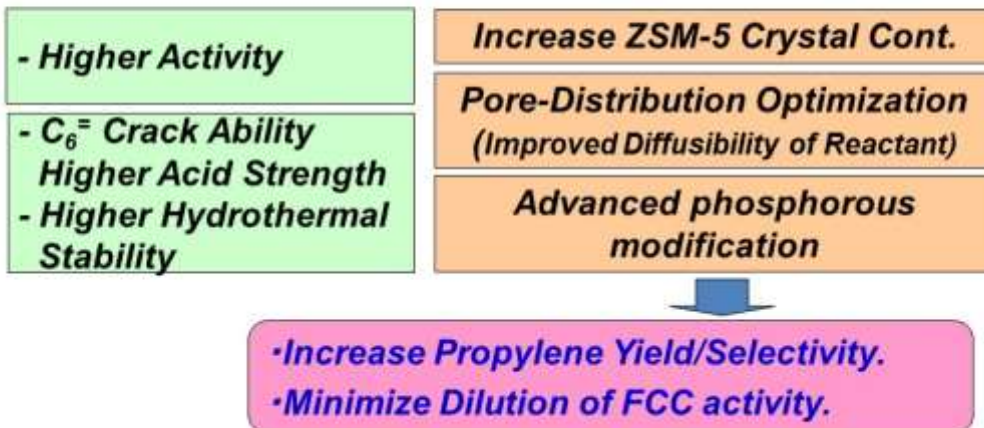 - Higher Activity
- C₆⁼ Crack Ability
Higher Acid Strength
- Higher Hydrothermal
Stability
Increase ZSM-5 Crystal Cont.
Pore-Distribution Optimization
(Improved Diffusibility of Reactant)
Advanced phosphorous
modification
·Increase Propylene Yield/Selectivity.
·Minimize Dilution of FCC activity.